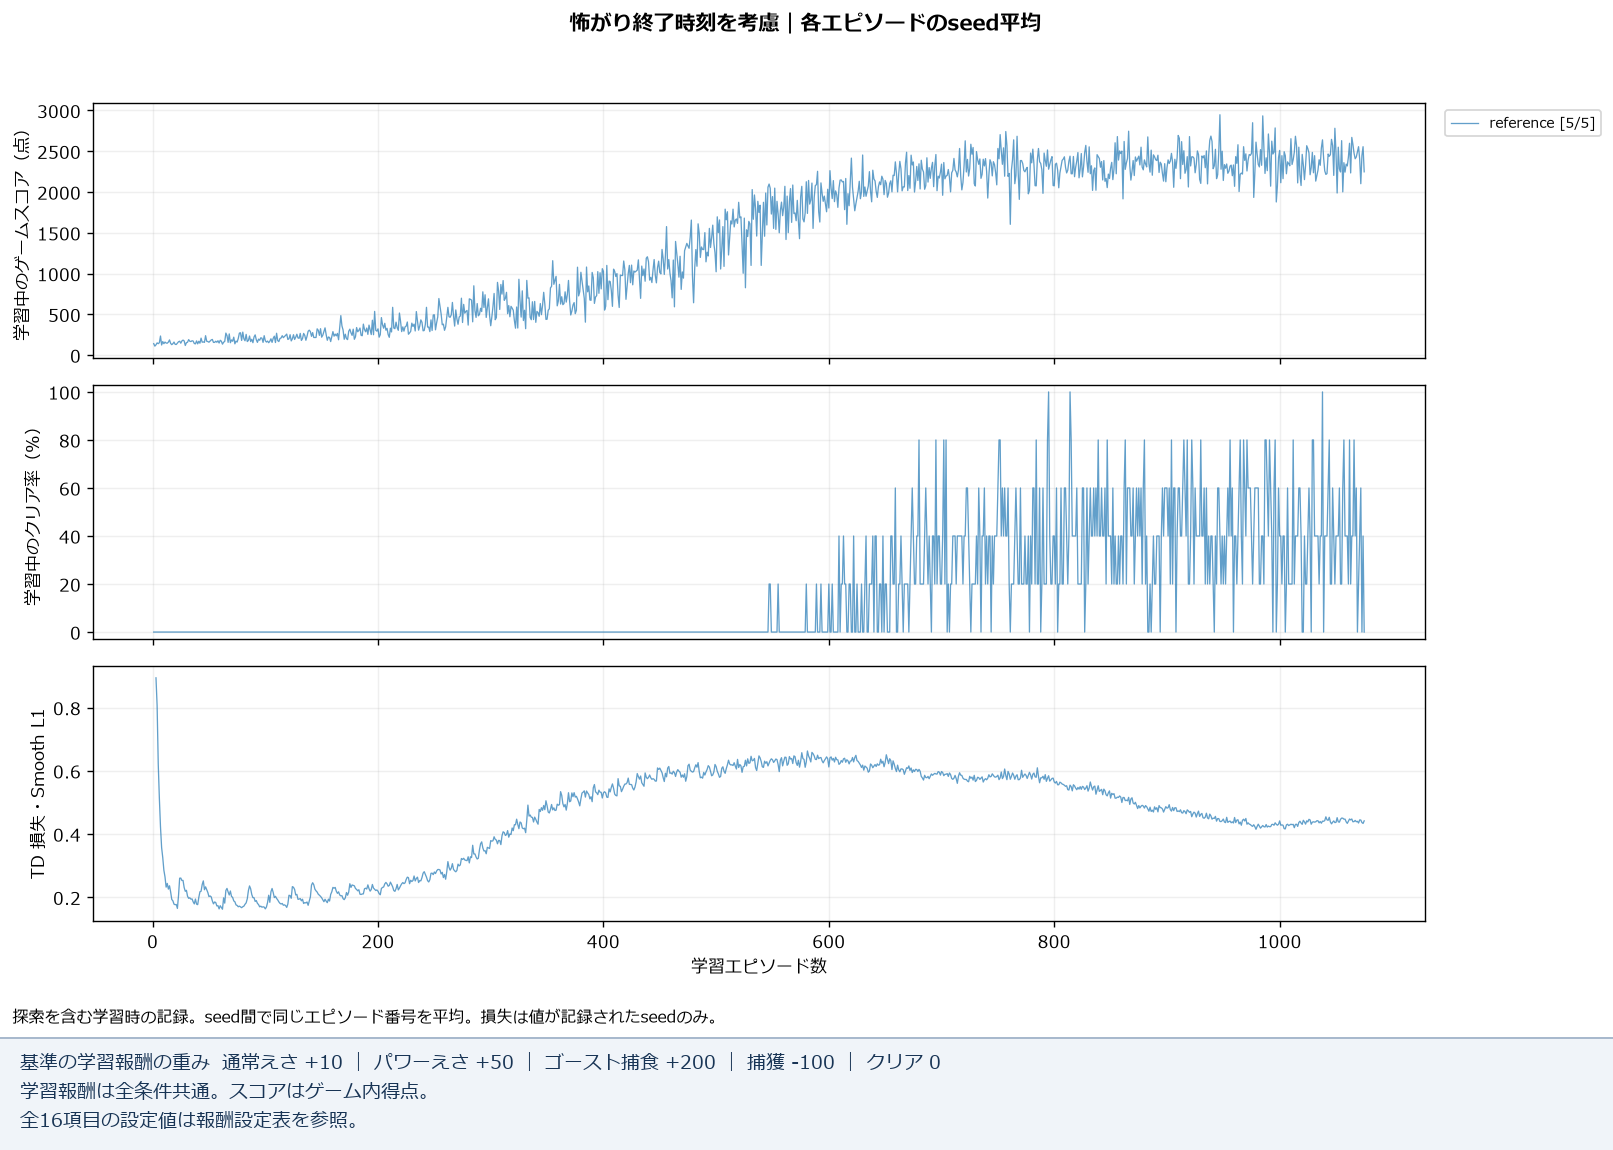 怖がり終了時刻を考慮｜各エピソードのseed平均
reference [5/5]
学習中のゲームスコア（点）
3000
2500
2000
1500
1000
500
0
学習中のクリア率（%）
100
80
60
40
20
0
TD 損失・Smooth L1
0.8
0.6
0.4
0.2
0 200 400 600 800 1000
学習エピソード数
探索を含む学習時の記録。seed間で同じエピソード番号を平均。損失は値が記録されたseedのみ。
基準の学習報酬の重み 通常えさ +10 ｜ パワーえさ +50 ｜ ゴースト捕食 +200 ｜ 捕獲 -100 ｜ クリア 0
学習報酬は全条件共通。スコアはゲーム内得点。
全16項目の設定値は報酬設定表を参照。